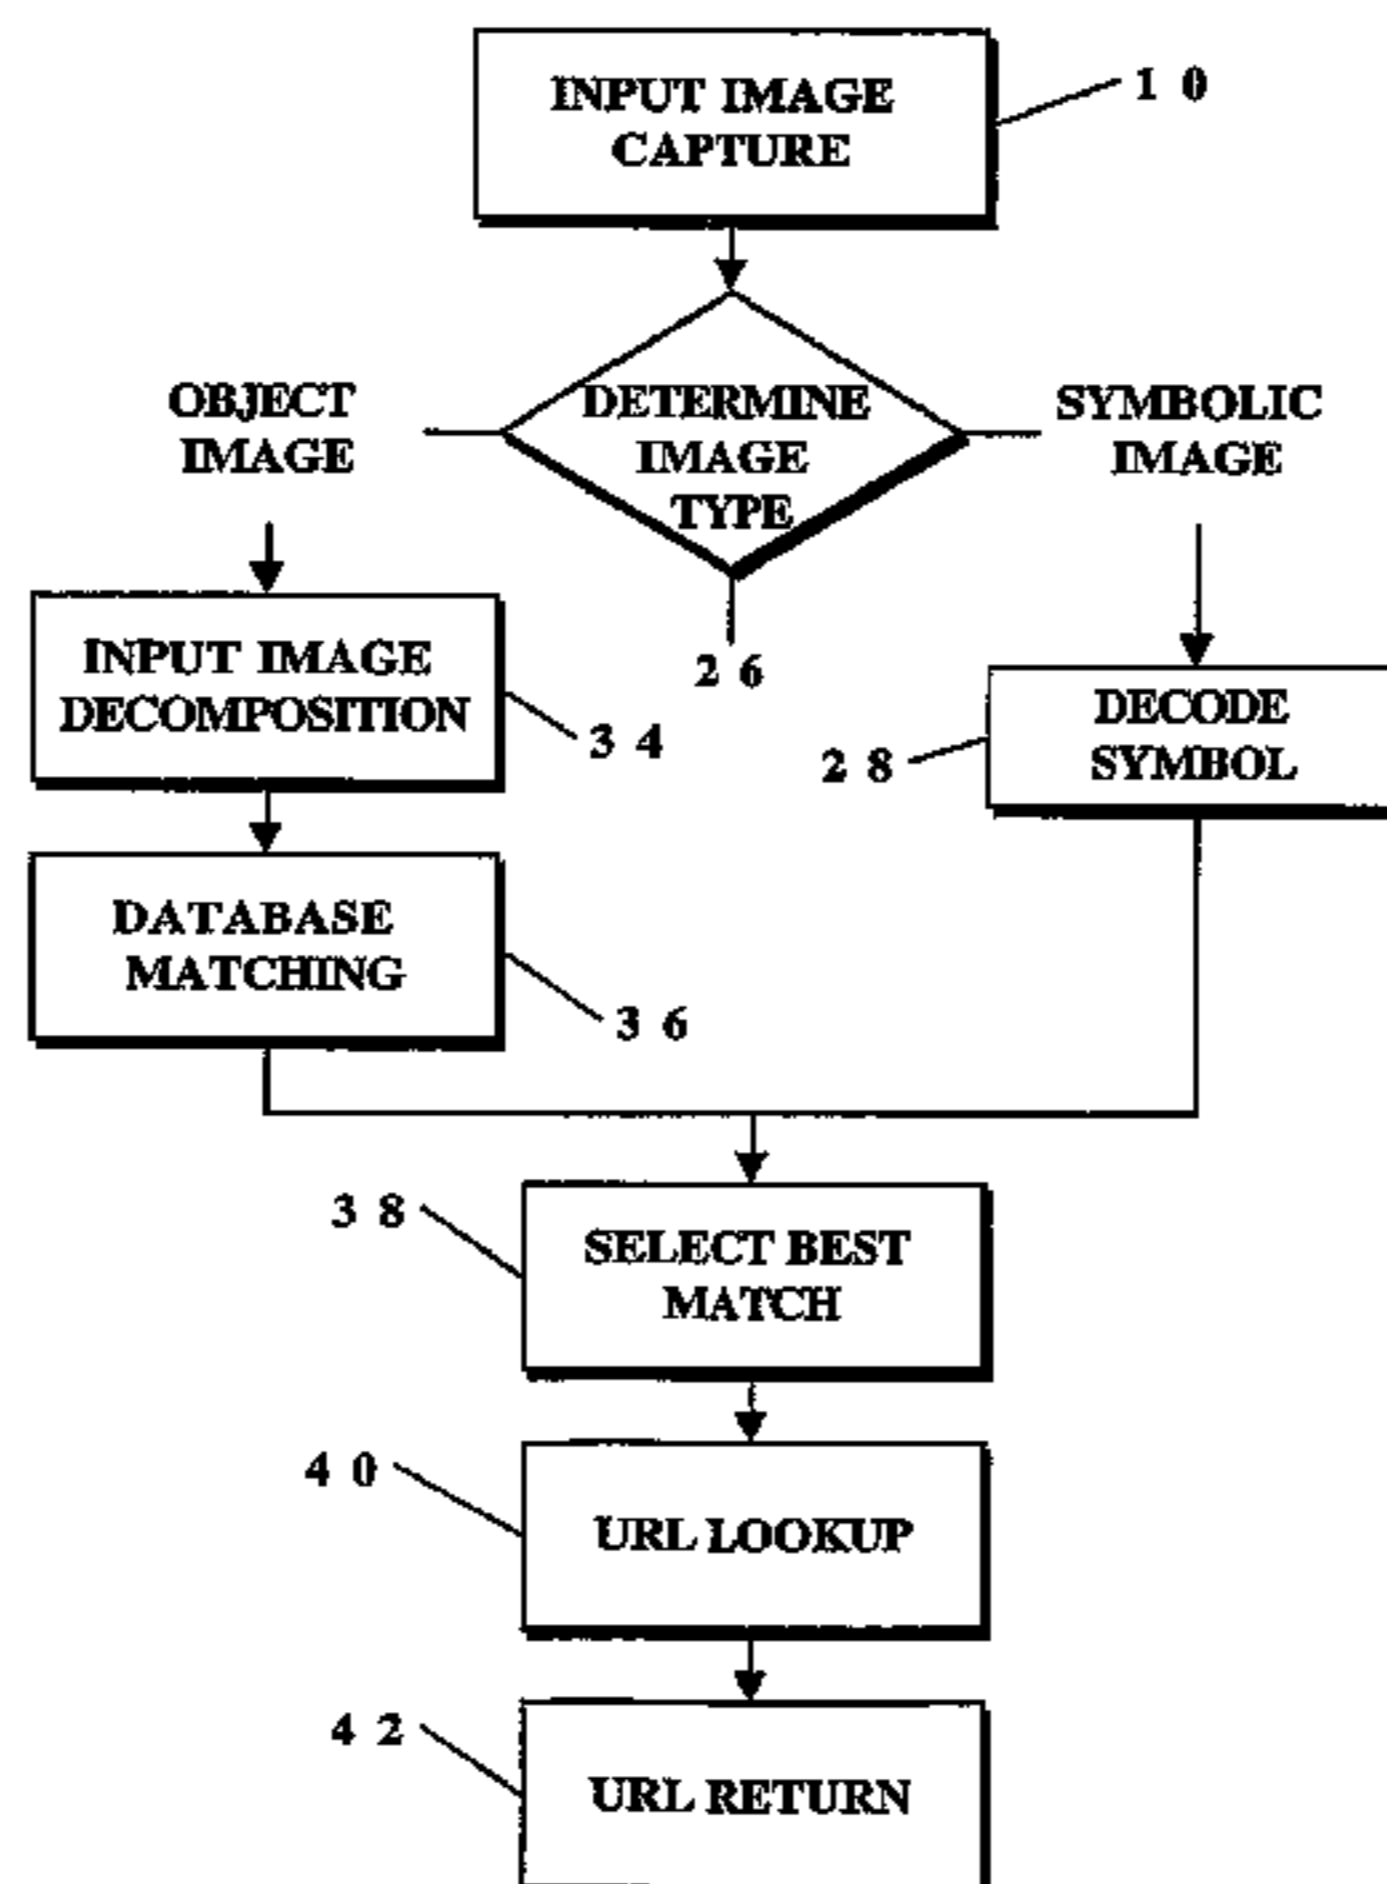 INPUT IMAGE
CAPTURE
1 0
OBJECT
IMAGE
DETERMINE
IMAGE
TYPE
SYMBOLIC
IMAGE
2 6
INPUT IMAGE
DECOMPOSITION
3 4
DECODE
SYMBOL
2 8
DATABASE
MATCHING
3 6
3 8
SELECT BEST
MATCH
4 0
URL LOOKUP
4 2
URL RETURN